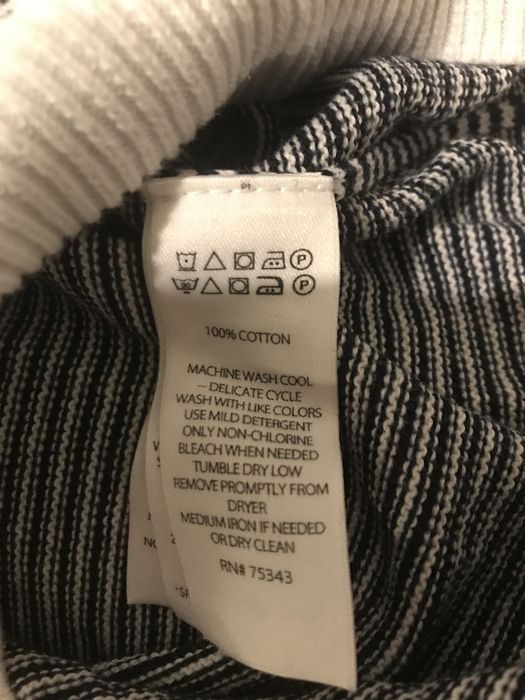 100% COTTON
MACHINE WASH COOL
– DELICATE CYCLE
WASH WITH LIKE COLORS
USE MILD DETERGENT
ONLY NON-CHLORINE
BLEACH WHEN NEEDED
TUMBLE DRY LOW
REMOVE PROMPTLY FROM
DRYER
MEDIUM IRON IF NEEDED
OR DRY CLEAN
RN# 75343